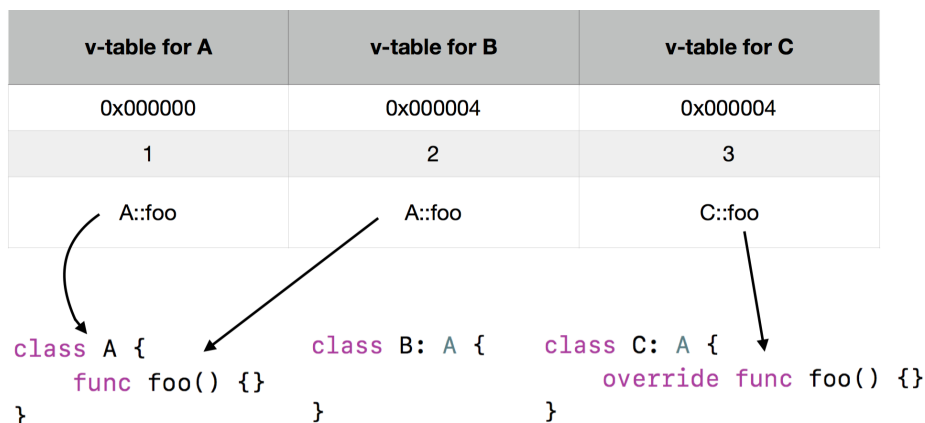 v-table for A v-table for B v-table for C
0x000000 0x000004 0x000004
1 2 3
A::foo A::foo C::foo
class A {
    func foo() {}
}
class B: A {
}
class C: A {
    override func foo() {}
}